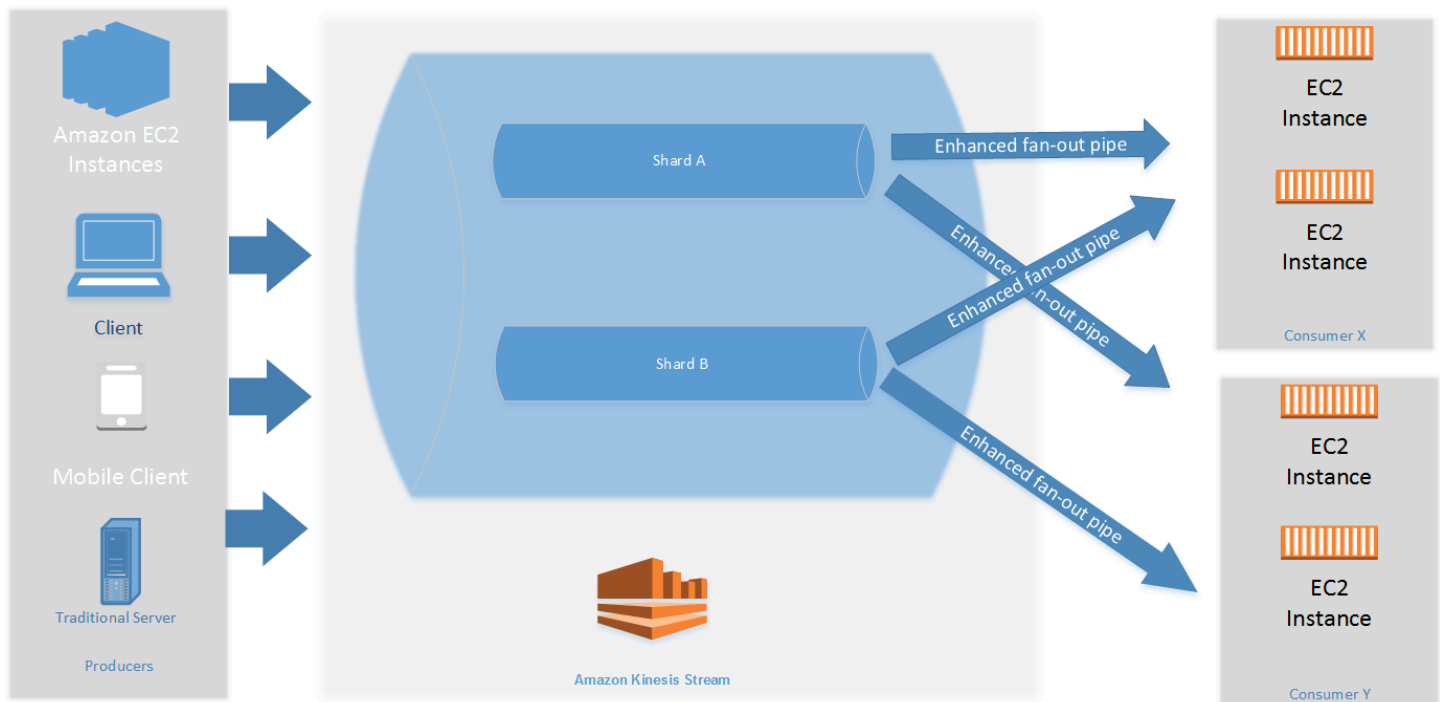 Amazon EC2
Instances
Client
Mobile Client
Traditional Server
Producers
Shard A
Shard B
Amazon Kinesis Stream
Enhanced fan-out pipe
Enhanced fan-out pipe
Enhanced fan-out pipe
Enhanced fan-out pipe
EC2
Instance
EC2
Instance
Consumer X
EC2
Instance
EC2
Instance
Consumer Y